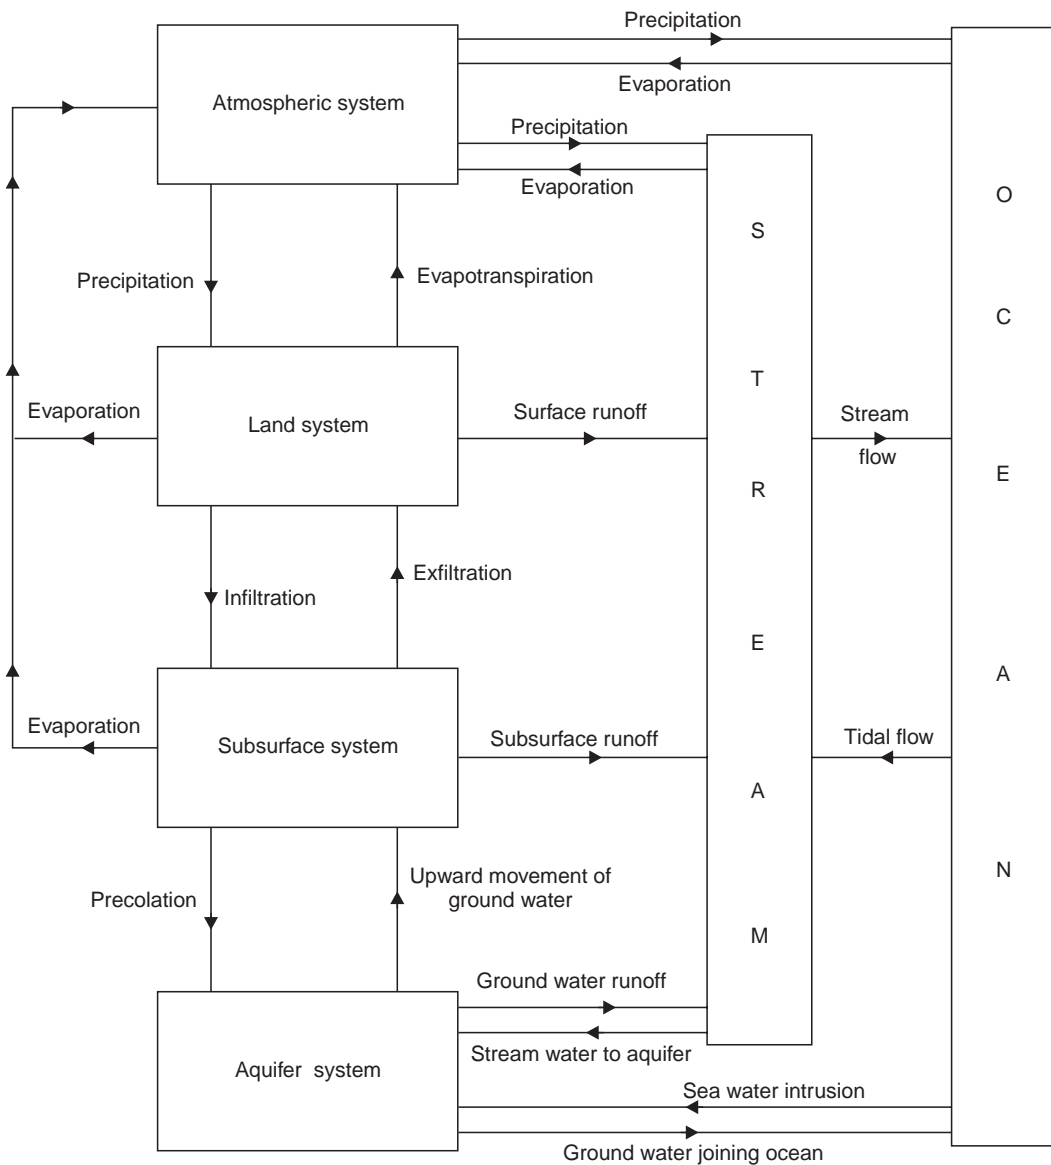 Precipitation
Evaporation
Atmospheric system
Precipitation
Evaporation
Precipitation
Evapotranspiration
Evaporation
Land system
Surface runoff
Stream
flow
Infiltration
Exfiltration
Evaporation
Subsurface system
Subsurface runoff
Tidal flow
Precolation
Upward movement of
ground water
Ground water runoff
Stream water to aquifer
Aquifer system
Sea water intrusion
Ground water joining ocean
S
T
R
E
A
M
O
C
E
A
N